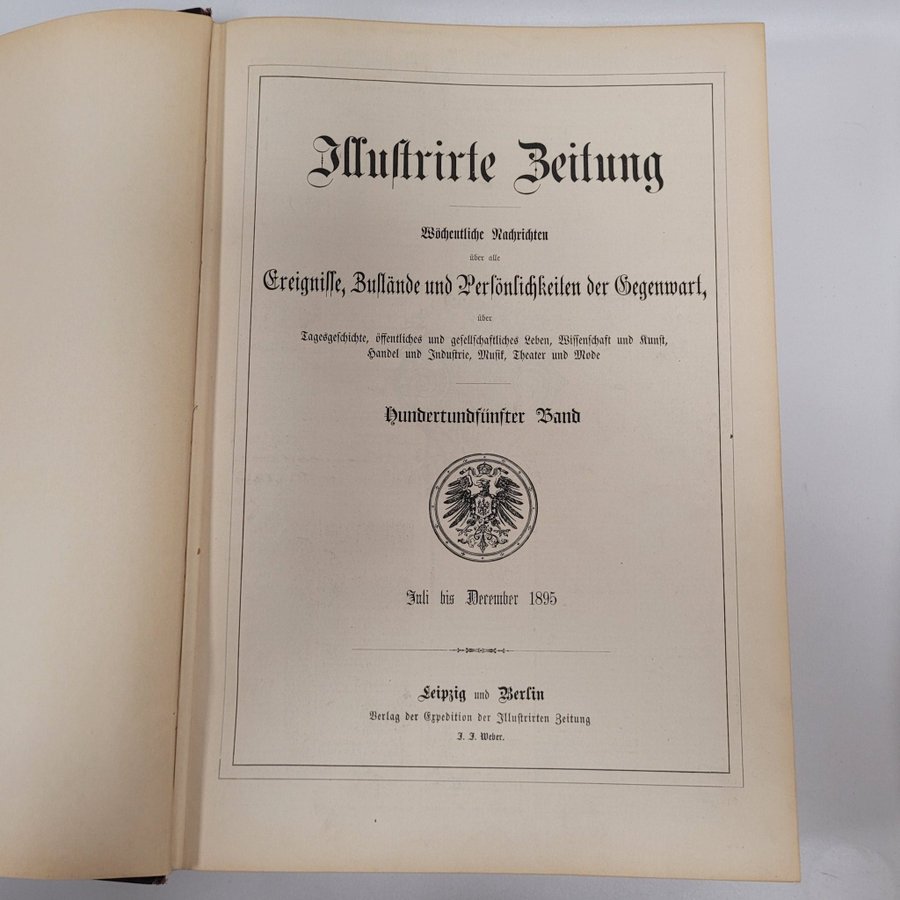 Illustrirte Zeitung
Wöchentliche Nachrichten
über alle
Ereignisse, Zustände und Persönlichkeiten der Gegenwart,
über
Tagesgeschichte, öffentliches und gesellschaftliches Leben, Wissenschaft und Kunst,
Handel und Industrie, Musik, Theater und Mode
Hundertundfünfter Band
Juli bis December 1895
Leipzig und Berlin
Verlag der Expedition der Illustrirten Zeitung
J. J. Weber.